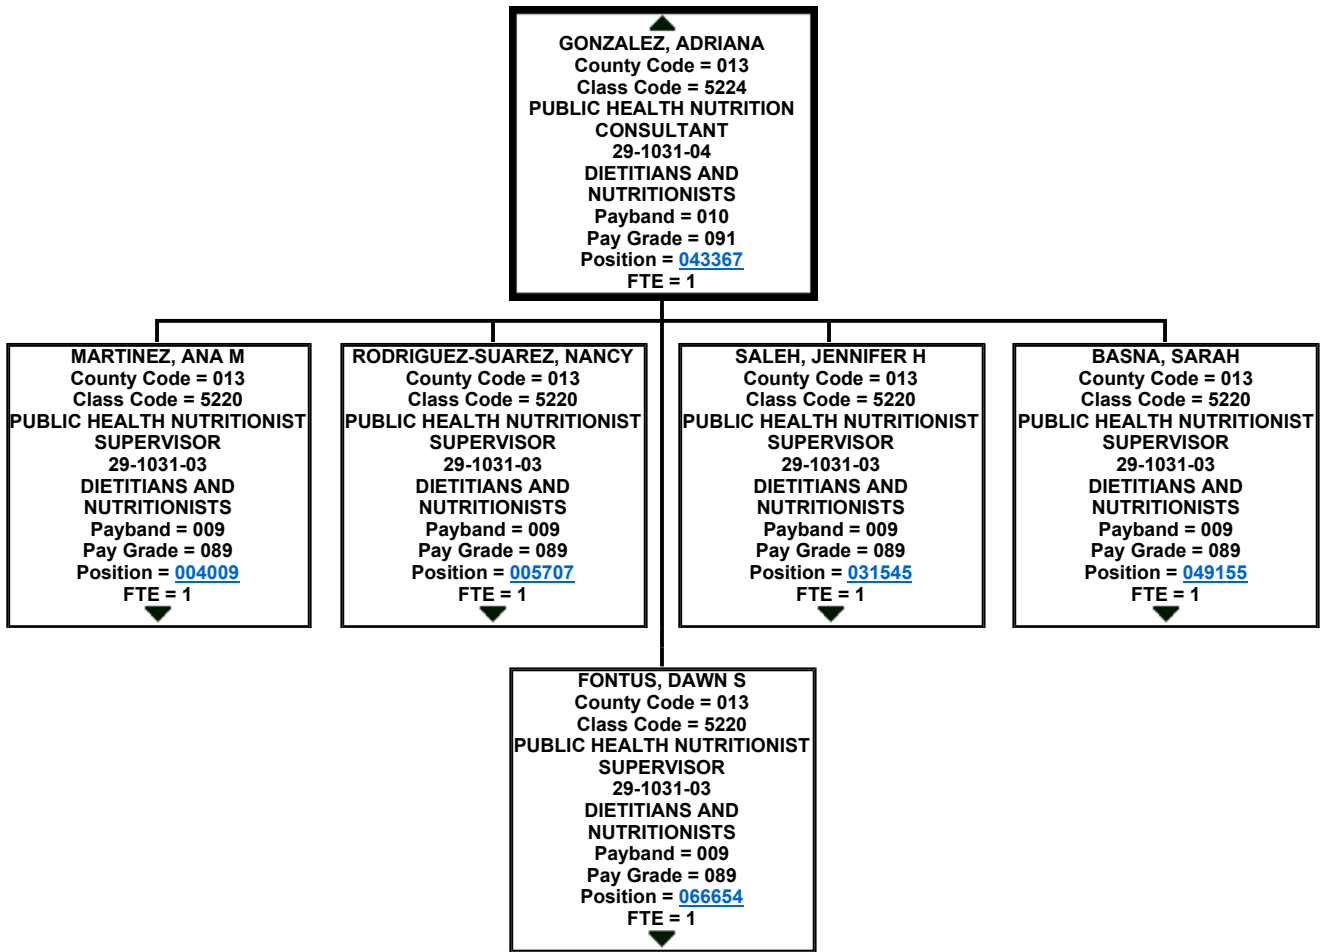 GONZALEZ, ADRIANA
County Code = 013
Class Code = 5224
PUBLIC HEALTH NUTRITION
CONSULTANT
29-1031-04
DIETITIANS AND
NUTRITIONISTS
Payband = 010
Pay Grade = 091
Position = 043367
FTE = 1
MARTINEZ, ANA M
County Code = 013
Class Code = 5220
PUBLIC HEALTH NUTRITIONIST
SUPERVISOR
29-1031-03
DIETITIANS AND
NUTRITIONISTS
Payband = 009
Pay Grade = 089
Position = 004009
FTE = 1
RODRIGUEZ-SUAREZ, NANCY
County Code = 013
Class Code = 5220
PUBLIC HEALTH NUTRITIONIST
SUPERVISOR
29-1031-03
DIETITIANS AND
NUTRITIONISTS
Payband = 009
Pay Grade = 089
Position = 005707
FTE = 1
SALEH, JENNIFER H
County Code = 013
Class Code = 5220
PUBLIC HEALTH NUTRITIONIST
SUPERVISOR
29-1031-03
DIETITIANS AND
NUTRITIONISTS
Payband = 009
Pay Grade = 089
Position = 031545
FTE = 1
BASNA, SARAH
County Code = 013
Class Code = 5220
PUBLIC HEALTH NUTRITIONIST
SUPERVISOR
29-1031-03
DIETITIANS AND
NUTRITIONISTS
Payband = 009
Pay Grade = 089
Position = 049155
FTE = 1
FONTUS, DAWN S
County Code = 013
Class Code = 5220
PUBLIC HEALTH NUTRITIONIST
SUPERVISOR
29-1031-03
DIETITIANS AND
NUTRITIONISTS
Payband = 009
Pay Grade = 089
Position = 066654
FTE = 1